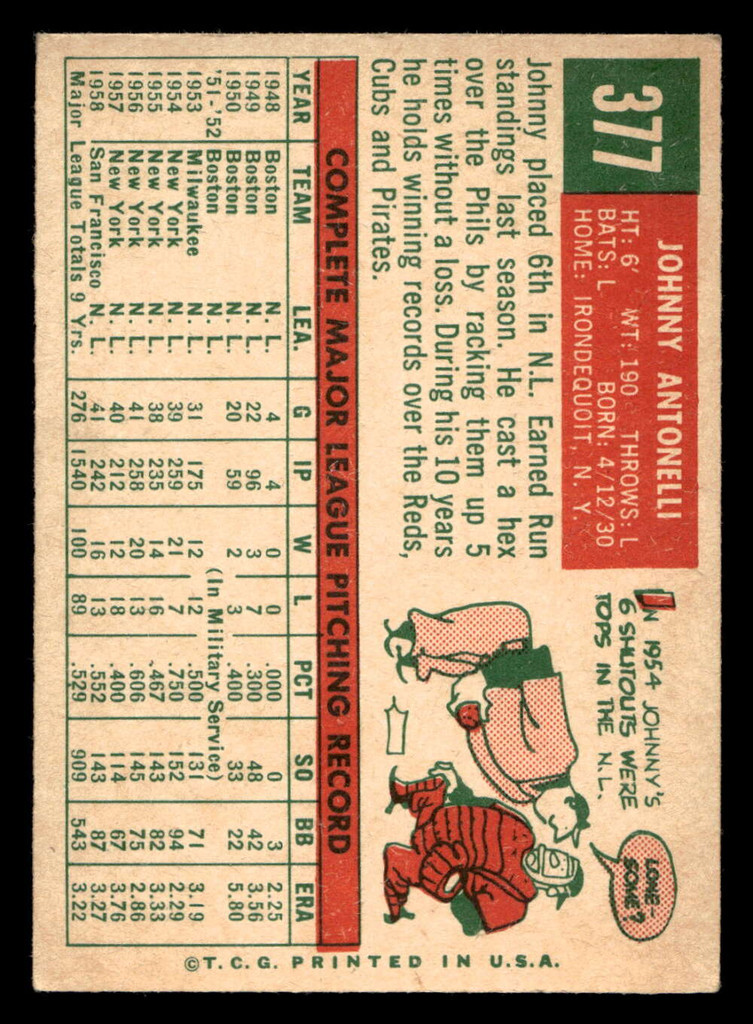 377
JOHNNY ANTONELLI
HT: 6' WT: 190 THROWS: L
BATS: L BORN: 4/12/30
HOME: IRONDEQUOIT, N. Y.
Johnny placed 6th in N.L. Earned Run
standings last season. He cast a hex
over the Phils by racking them up 5
times without a loss. During his 10 years
he holds winning records over the Reds,
Cubs and Pirates.
IN 1954 JOHNNY'S
6 SHUTOUTS WERE
TOPS IN THE N.L.
LONE-
SOME?
COMPLETE MAJOR LEAGUE PITCHING RECORD
YEAR TEAM LEA. G IP W L PCT SO BB ERA
1948 Boston N. L. 4 4 0 0 .000 0 3 2.25
1949 Boston N. L. 22 96 3 7 .300 48 42 3.56
1950 Boston N. L. 20 59 2 3 .400 33 22 5.80
'51-'52 Boston N. L. (In Military Service)
1953 Milwaukee N. L. 31 175 12 12 .500 131 71 3.19
1954 New York N. L. 39 259 21 7 .750 152 94 2.29
1955 New York N. L. 38 235 14 16 .467 143 82 3.33
1956 New York N. L. 41 258 20 13 .606 145 75 2.86
1957 New York N. L. 40 212 12 18 .400 114 67 3.76
1958 San Francisco N. L. 41 242 16 13 .552 143 87 3.27
Major League Totals 9 Yrs. 276 1540 100 89 .529 909 543 3.22
©T.C.G. PRINTED IN U.S.A.